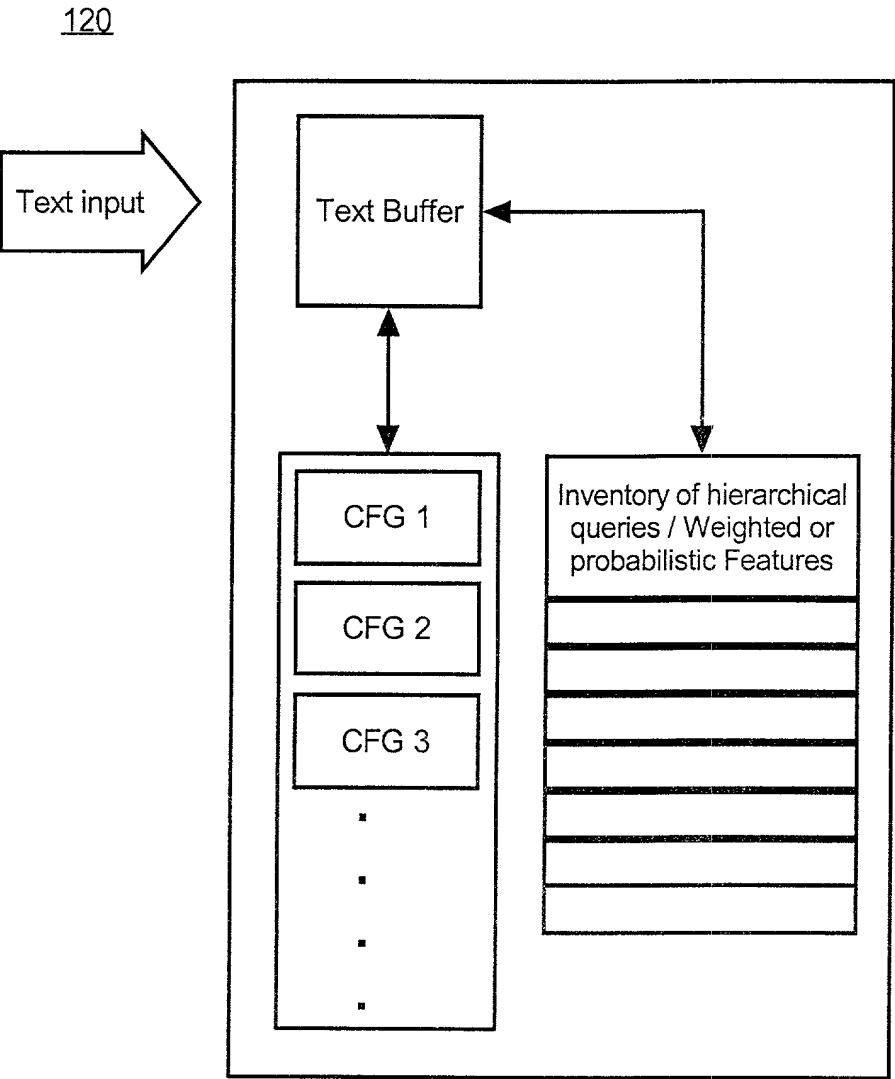 120
Text input
Text Buffer
CFG 1
CFG 2
CFG 3
Inventory of hierarchical
queries / Weighted or
probabilistic Features